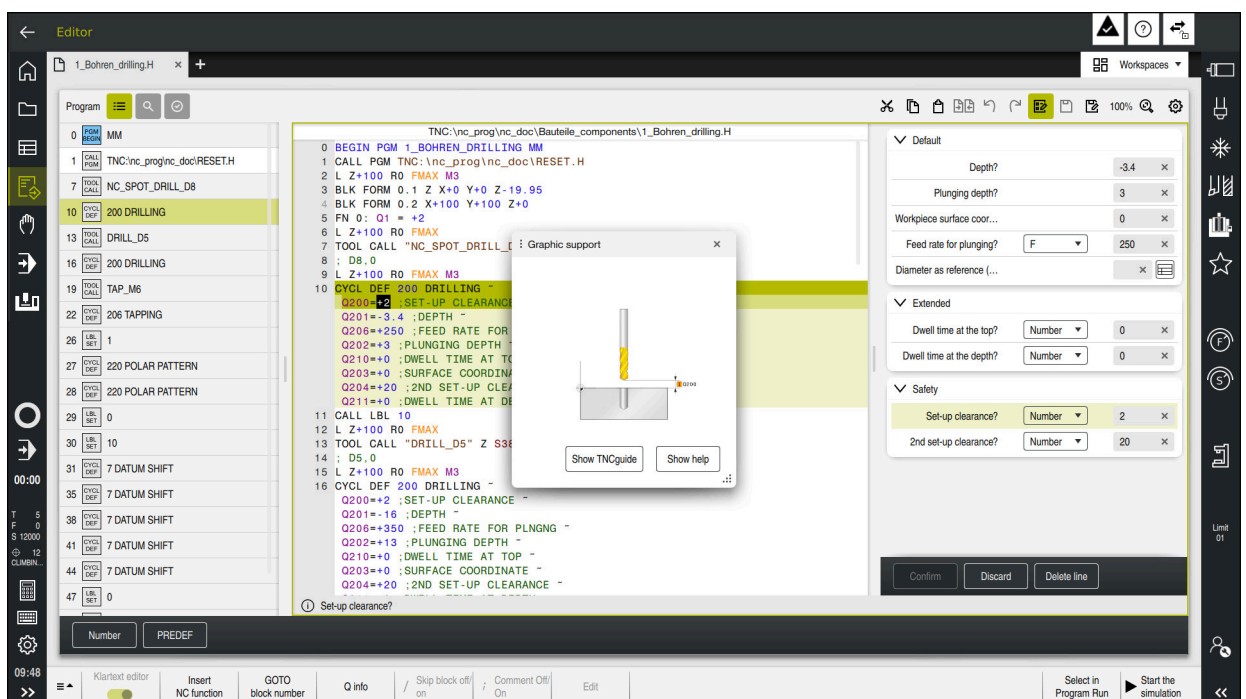 Editor
1_Bohren_drilling.H × +
Workspaces ▼
Program
100%
0 PGM BEGIN MM
1 CALL PGM TNC:\nc_prog\nc_doc\RESET.H
7 TOOL CALL NC_SPOT_DRILL_D8
10 CYCL DEF 200 DRILLING
13 TOOL CALL DRILL_D5
16 CYCL DEF 200 DRILLING
19 TOOL CALL TAP_M6
22 CYCL DEF 206 TAPPING
26 LBL SET 1
27 CYCL DEF 220 POLAR PATTERN
28 CYCL DEF 220 POLAR PATTERN
29 LBL SET 0
30 LBL SET 10
31 CYCL DEF 7 DATUM SHIFT
35 CYCL DEF 7 DATUM SHIFT
38 CYCL DEF 7 DATUM SHIFT
41 CYCL DEF 7 DATUM SHIFT
44 CYCL DEF 7 DATUM SHIFT
47 LBL SET 0
TNC:\nc_prog\nc_doc\Bauteile_components\1_Bohren_drilling.H
0 BEGIN PGM 1_BOHREN_DRILLING MM
1 CALL PGM TNC:\nc_prog\nc_doc\RESET.H
2 L Z+100 R0 FMAX M3
3 BLK FORM 0.1 Z X+0 Y+0 Z-19.95
4 BLK FORM 0.2 X+100 Y+100 Z+0
5 FN 0: Q1 = +2
6 L Z+100 R0 FMAX
7 TOOL CALL "NC_SPOT_DRILL_
8 ; D8.0
9 L Z+100 R0 FMAX M3
10 CYCL DEF 200 DRILLING ~
Q200=+2 ;SET-UP CLEARANCE
Q201=-3.4 ;DEPTH ~
Q206=+250 ;FEED RATE FOR
Q202=+3 ;PLUNGING DEPTH
Q210=+0 ;DWELL TIME AT
Q203=+0 ;SURFACE
Q204=+20 ;2ND SET-UP
Q211=+0 ;DWELL TIME AT
11 CALL LBL 10
12 L Z+100 R0 FMAX
13 TOOL CALL "DRILL_D5" Z
14 ; D5.0
15 L Z+100 R0 FMAX M3
16 CYCL DEF 200 DRILLING ~
Q200=+2 ;SET-UP CLEARANCE ~
Q201=-16 ;DEPTH ~
Q206=+350 ;FEED RATE FOR PLNGNG ~
Q202=+13 ;PLUNGING DEPTH ~
Q210=+0 ;DWELL TIME AT TOP ~
Q203=+0 ;SURFACE COORDINATE ~
Q204=+20 ;2ND SET-UP CLEARANCE ~
Set-up clearance?
Graphic support ×
Q200
Show TNCguide Show help
Default
Depth? -3.4 ×
Plunging depth? 3 ×
Workpiece surface coor... 0 ×
Feed rate for plunging? F ▼ 250 ×
Diameter as reference (... ×
Extended
Dwell time at the top? Number ▼ 0 ×
Dwell time at the depth? Number ▼ 0 ×
Safety
Set-up clearance? Number ▼ 2 ×
2nd set-up clearance? Number ▼ 20 ×
Confirm Discard Delete line
Number PREDEF
00:00
T 5
F 0
S 12000
12
CLIMBIN...
09:48
F
S
Limit
01
Klartext editor
Insert
NC function
GOTO
block number
Q info
/ Skip block off/
on
; Comment Off/
On
Edit
Select in
Program Run
Start the
simulation